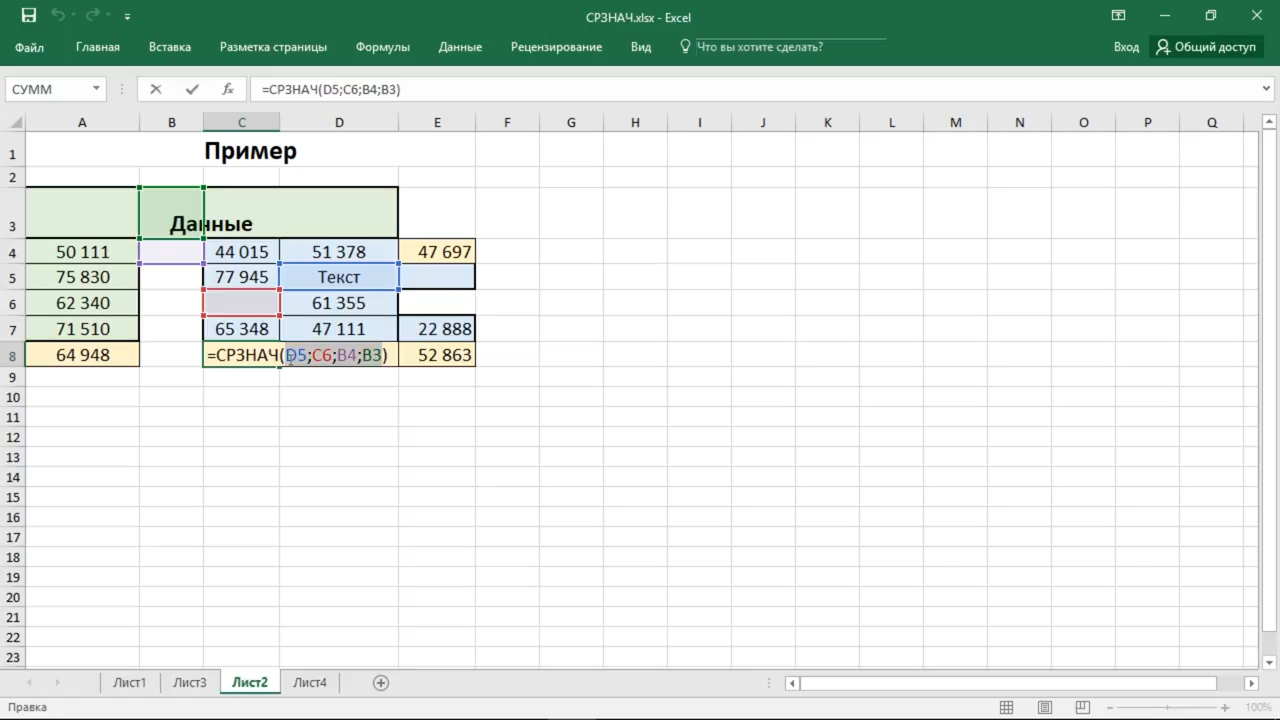 СРЗНАЧ.xlsx - Excel
Файл Главная Вставка Разметка страницы Формулы Данные Рецензирование Вид Что вы хотите сделать? Вход Общий доступ
СУММ fx =СРЗНАЧ(D5;C6;B4;B3)
A B C D E F G H I J K L M N O P Q
1 Пример
2
3 Данные
4 50 111 44 015 51 378 47 697
5 75 830 77 945 Текст
6 62 340 61 355
7 71 510 65 348 47 111 22 888
8 64 948 =СРЗНАЧ(D5;C6;B4;B3) 52 863
9
10
11
12
13
14
15
16
17
18
19
20
21
22
23
Лист1 Лист3 Лист2 Лист4
Правка 100%